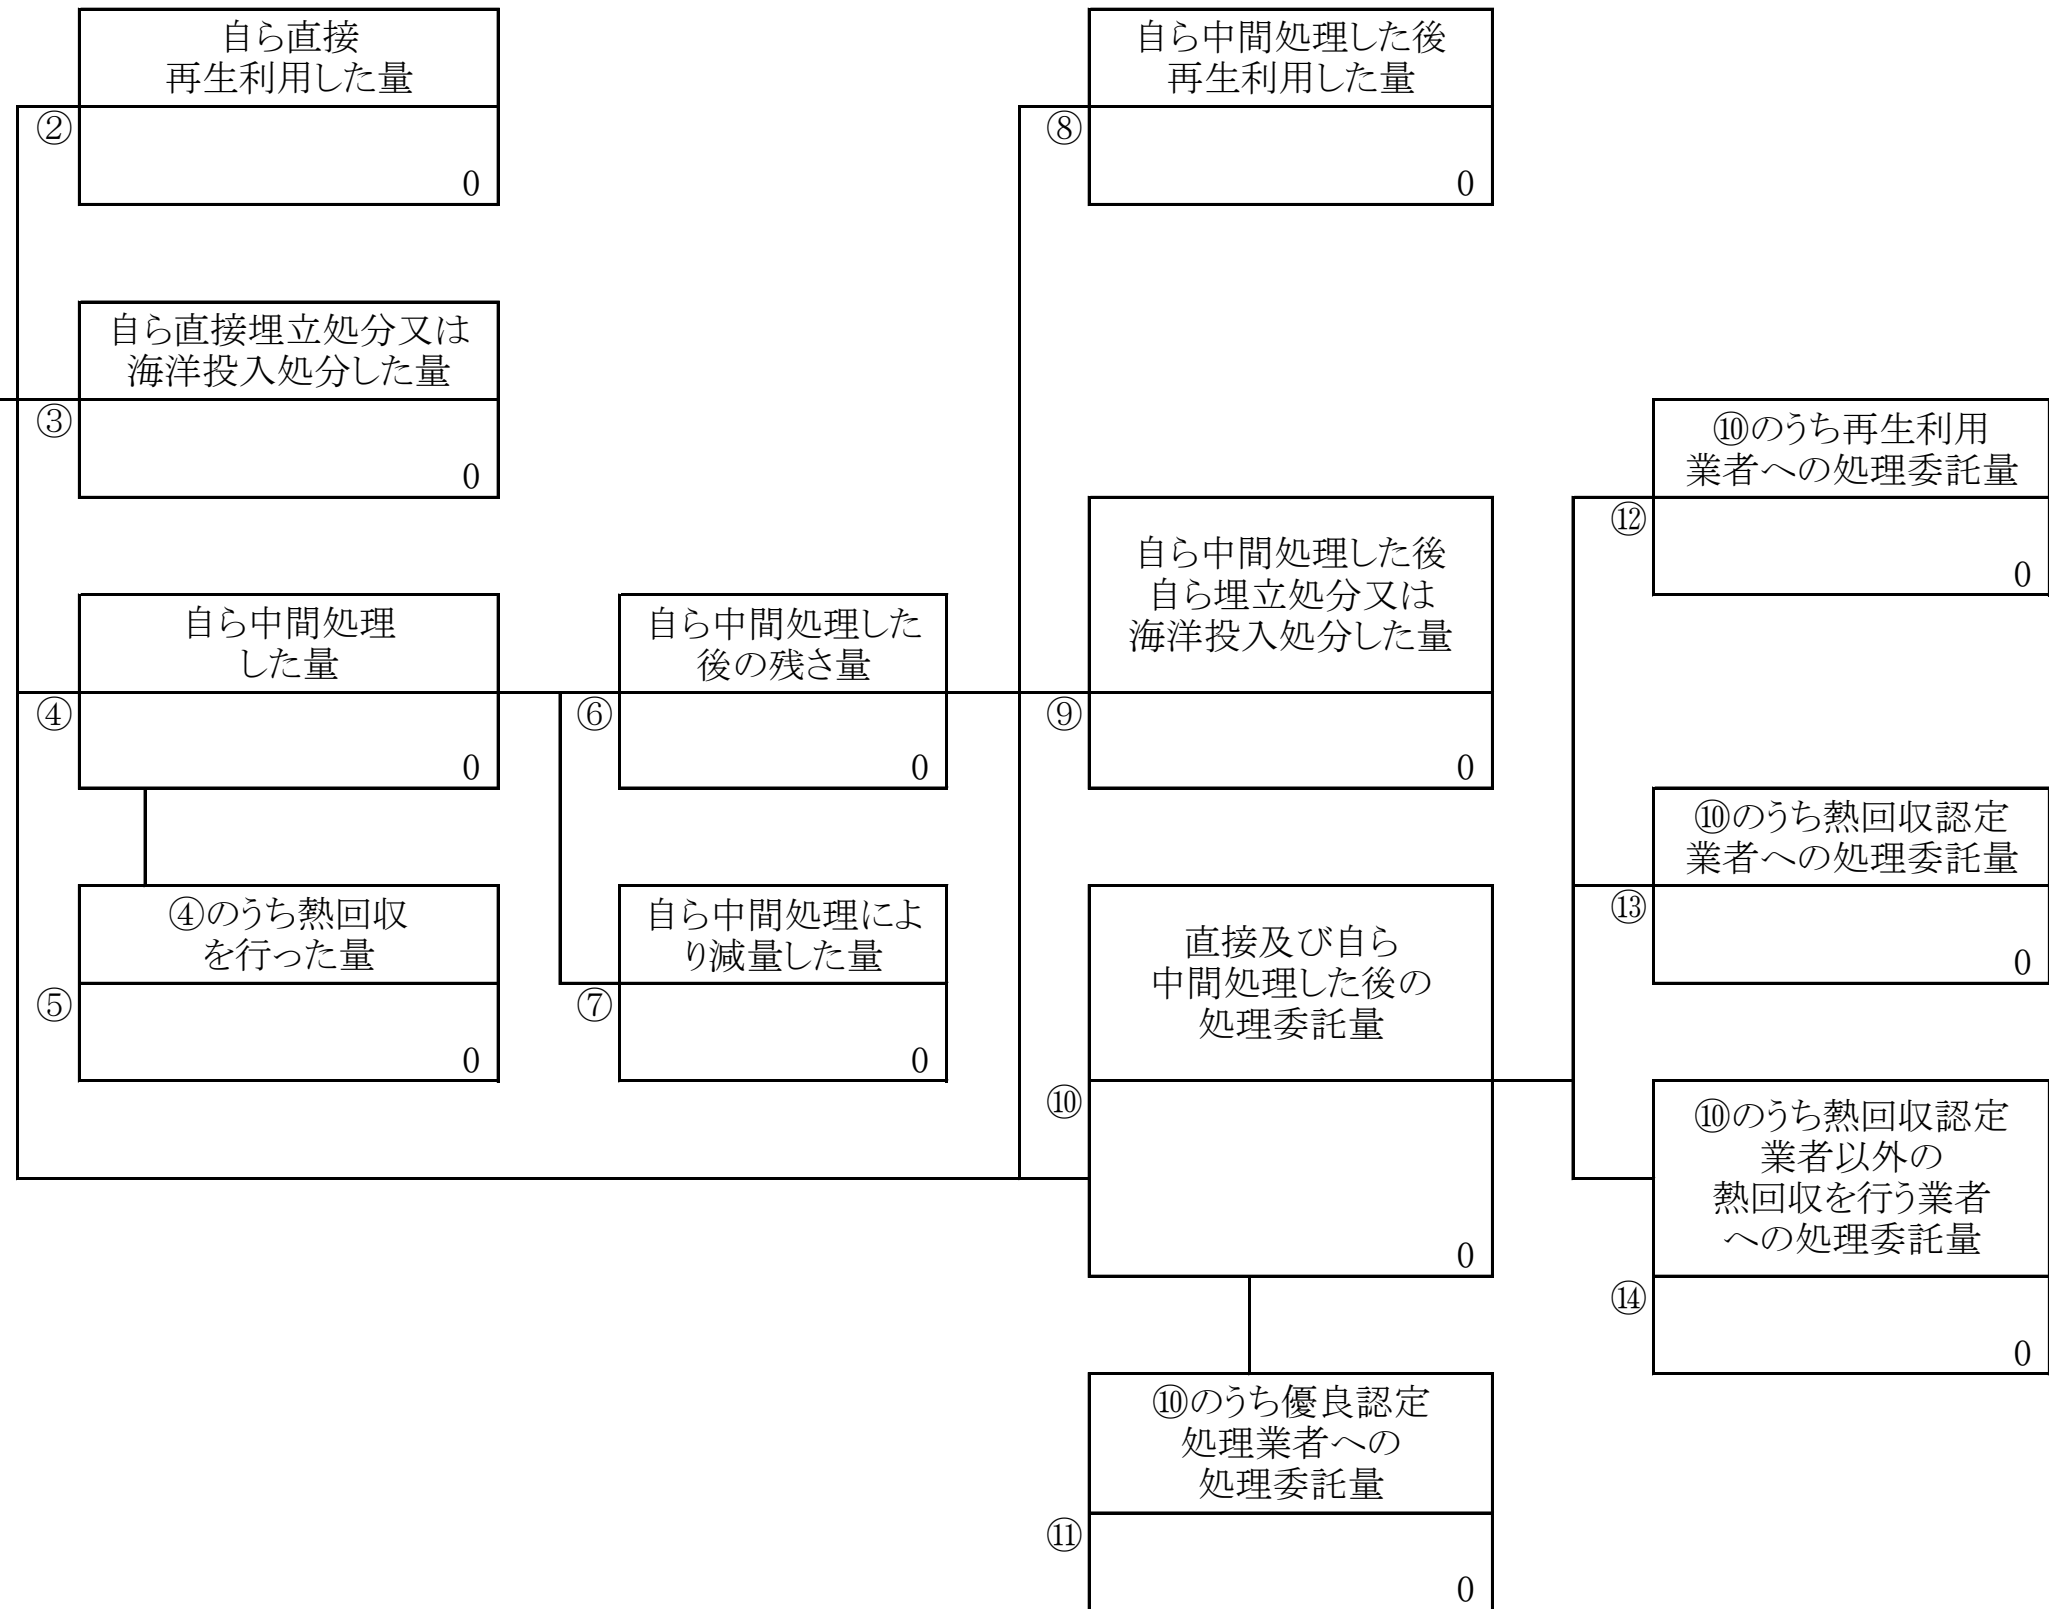 自ら直接
再生利用した量
②
0
自ら中間処理した後
再生利用した量
⑧
0
自ら直接埋立処分又は
海洋投入処分した量
③
0
⑩のうち再生利用
業者への処理委託量
⑫
0
自ら中間処理した後
自ら埋立処分又は
海洋投入処分した量
⑨
0
自ら中間処理
した量
④
0
自ら中間処理した
後の残さ量
⑥
0
⑩のうち熱回収認定
業者への処理委託量
⑬
0
④のうち熱回収
を行った量
⑤
0
自ら中間処理によ
り減量した量
⑦
0
直接及び自ら
中間処理した後の
処理委託量
⑩
0
⑩のうち熱回収認定
業者以外の
熱回収を行う業者
への処理委託量
⑭
0
⑩のうち優良認定
処理業者への
処理委託量
⑪
0